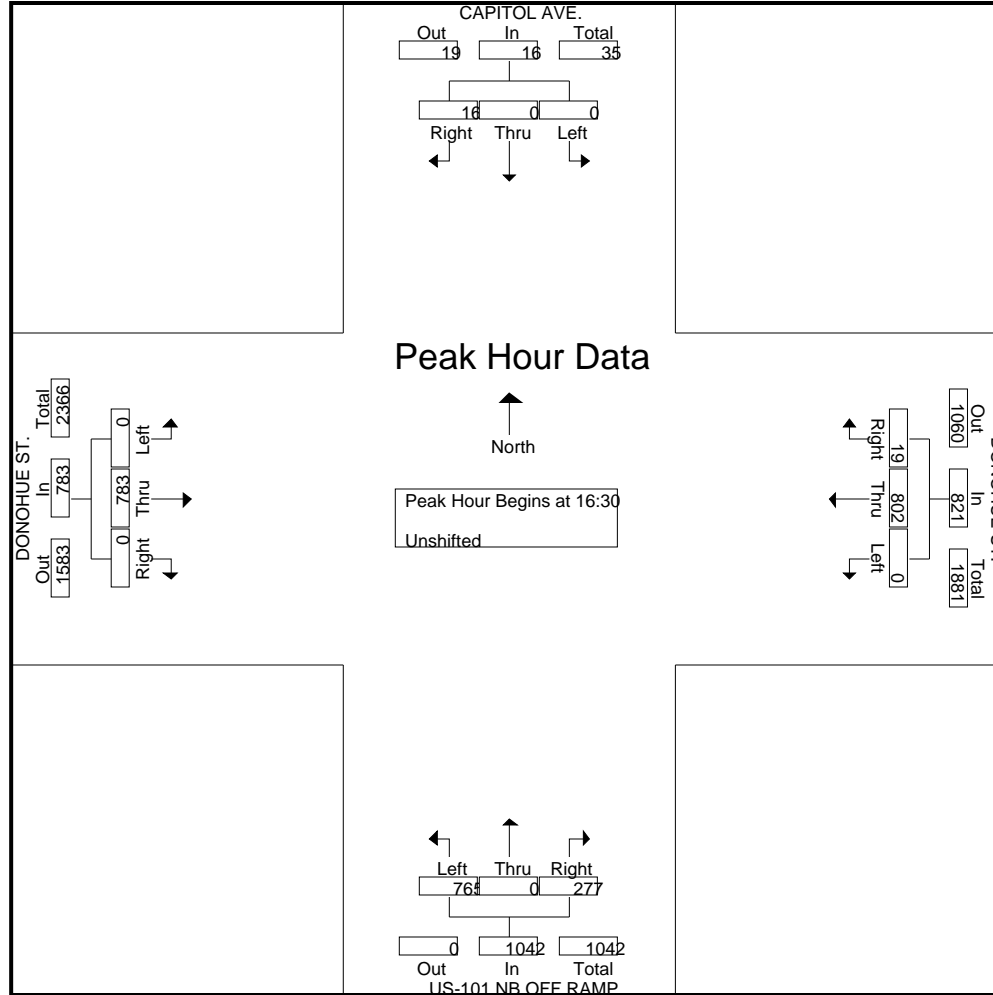 CAPITOL AVE.
Out In Total
19 16 35
16 0 0
Right Thru Left
Peak Hour Data
North
Peak Hour Begins at 16:30
Unshifted
DONOHUE ST.
Out In Total
1583 783 2366
0 783 0
Right Thru Left
Out In Total
1060 821 1881
19 802 0
Right Thru Left
Left Thru Right
765 0 277
0 1042 1042
Out In Total
US-101 NB OFF RAMP